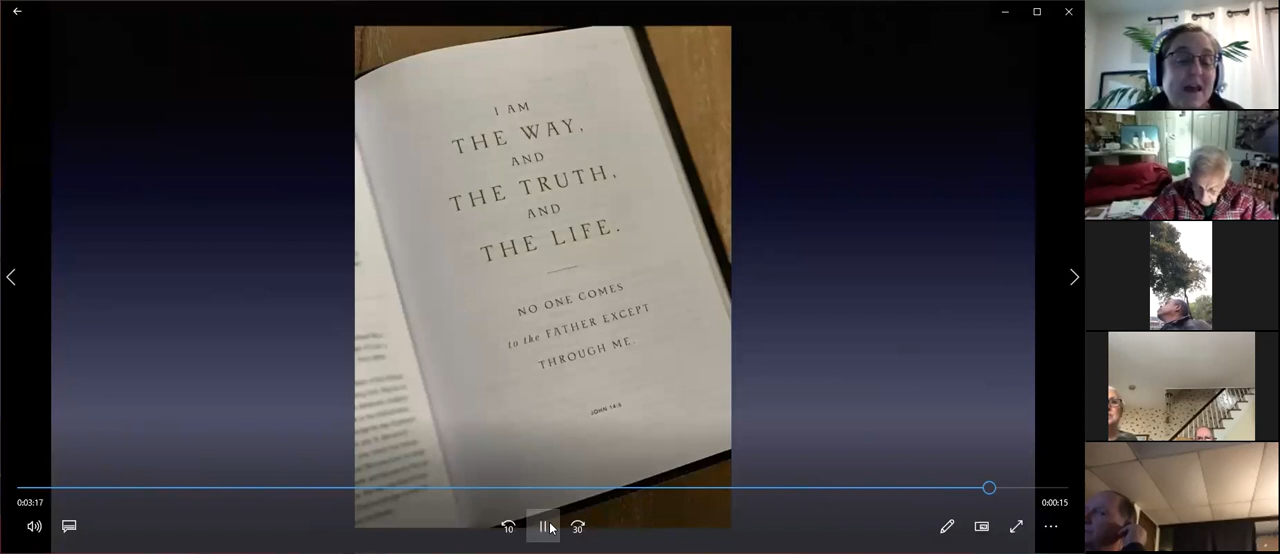 I AM
THE WAY,
AND
THE TRUTH,
AND
THE LIFE.
NO ONE COMES
to the FATHER EXCEPT
THROUGH ME.
JOHN 14:6
0:03:17
0:00:15
10
30